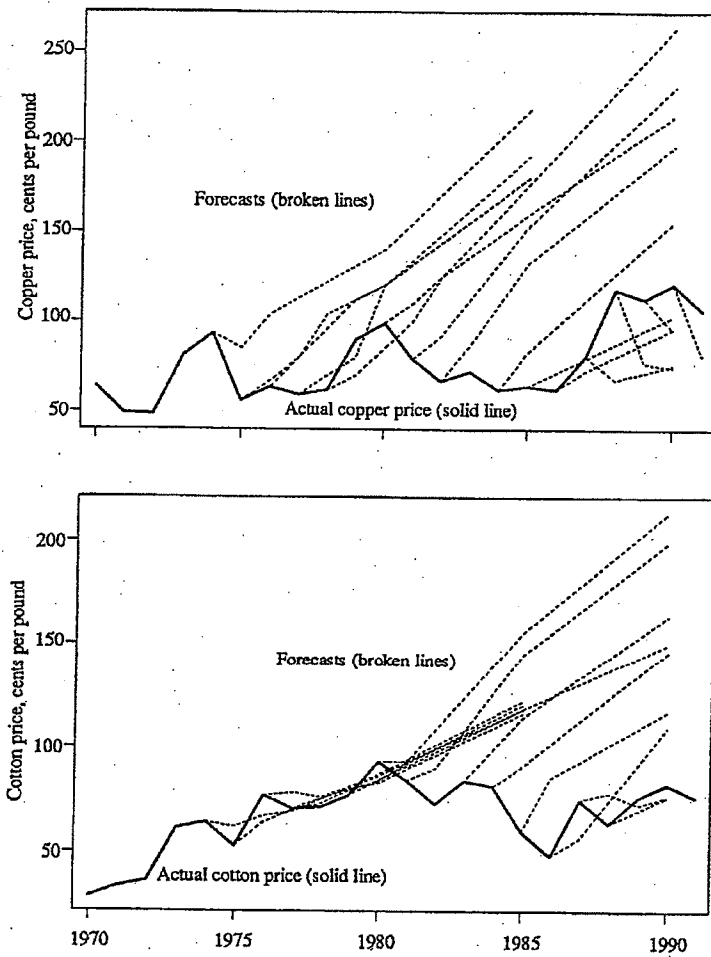 Copper price, cents per pound
250
200
150
100
50
Forecasts (broken lines)
Actual copper price (solid line)
Cotton price, cents per pound
200
150
100
50
Forecasts (broken lines)
Actual cotton price (solid line)
1970
1975
1980
1985
1990